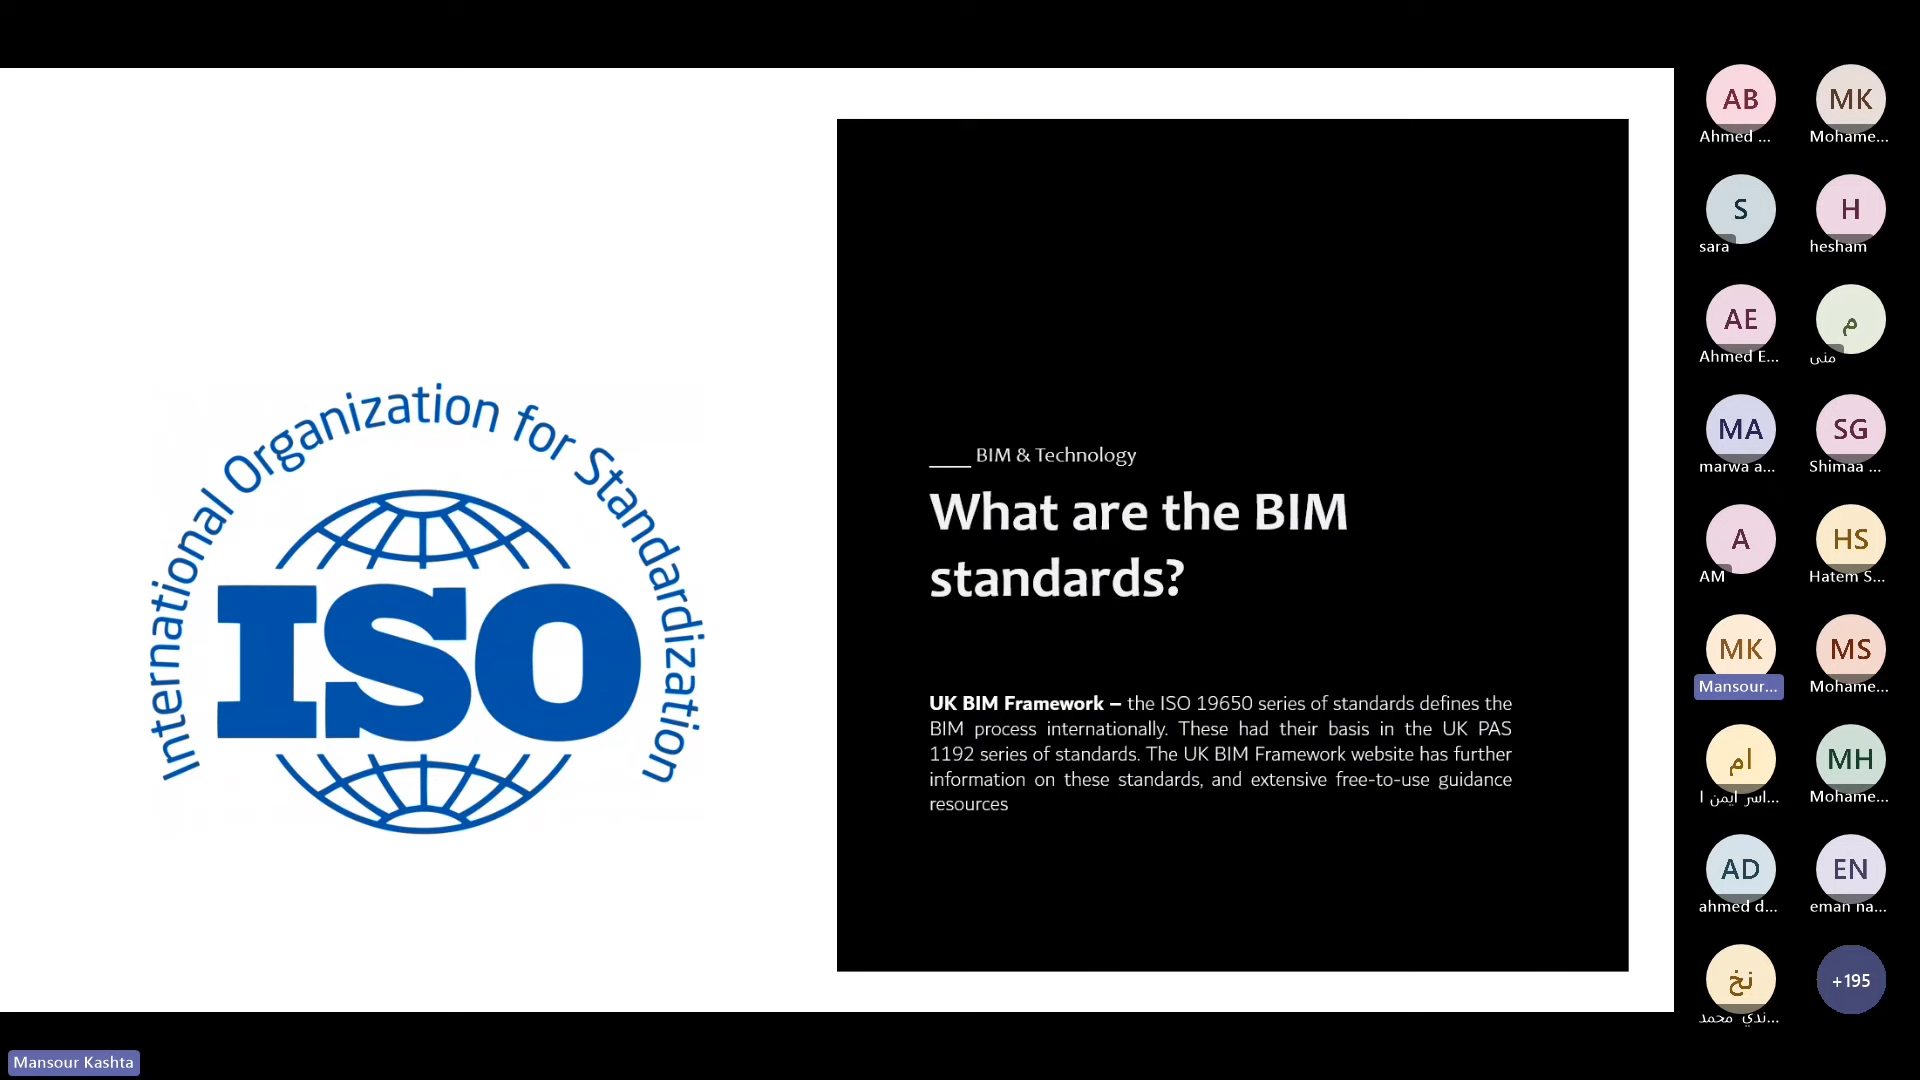 International Organization for Standardization
ISO
____ BIM & Technology
What are the BIM
standards?
UK BIM Framework – the ISO 19650 series of standards defines the
BIM process internationally. These had their basis in the UK PAS
1192 series of standards. The UK BIM Framework website has further
information on these standards, and extensive free-to-use guidance
resources
AB
Ahmed ...
MK
Mohame...
S
sara
H
hesham
AE
Ahmed E...
م
منى
MA
marwa a...
SG
Shimaa ...
A
AM
HS
Hatem S...
MK
Mansour...
MS
Mohame...
ام
MH
Mohame...
AD
ahmed d...
EN
eman na...
نخ
+195
Mansour Kashta